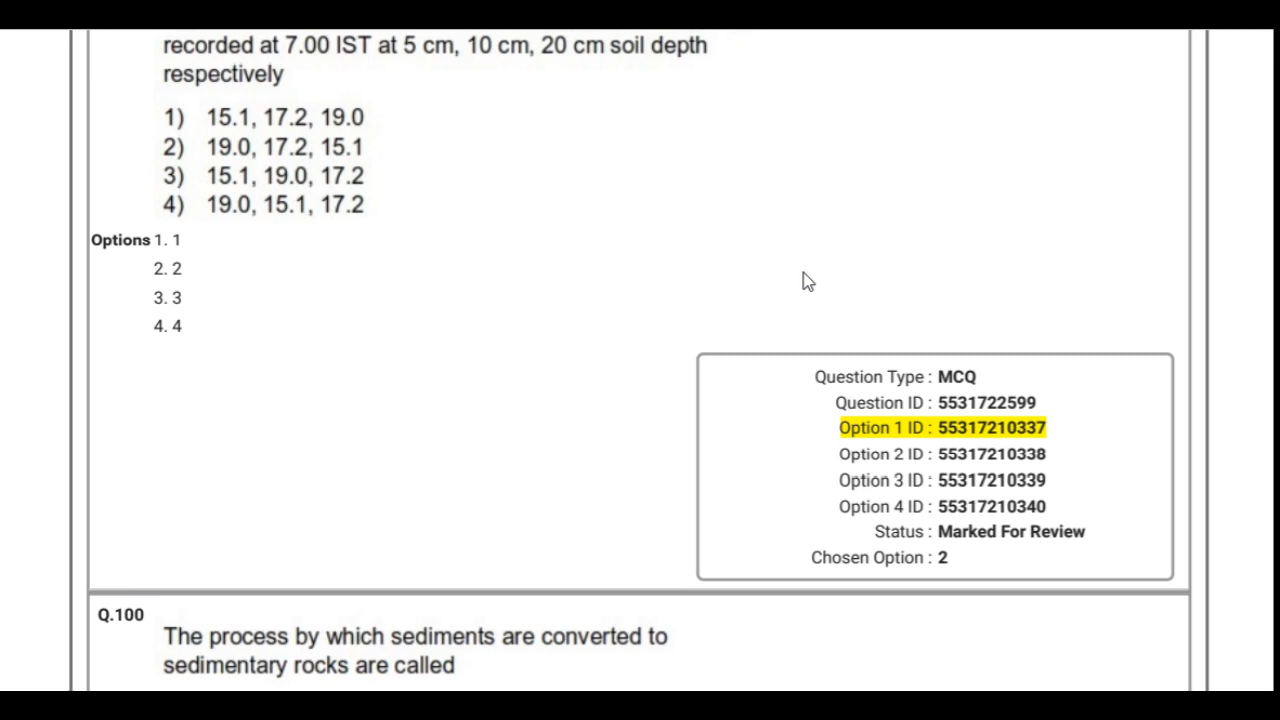 recorded at 7.00 IST at 5 cm, 10 cm, 20 cm soil depth
respectively
1) 15.1, 17.2, 19.0
2) 19.0, 17.2, 15.1
3) 15.1, 19.0, 17.2
4) 19.0, 15.1, 17.2
Options 1. 1
2. 2
3. 3
4. 4
Question Type : MCQ
Question ID : 5531722599
Option 1 ID : 55317210337
Option 2 ID : 55317210338
Option 3 ID : 55317210339
Option 4 ID : 55317210340
Status : Marked For Review
Chosen Option : 2
Q.100
The process by which sediments are converted to
sedimentary rocks are called